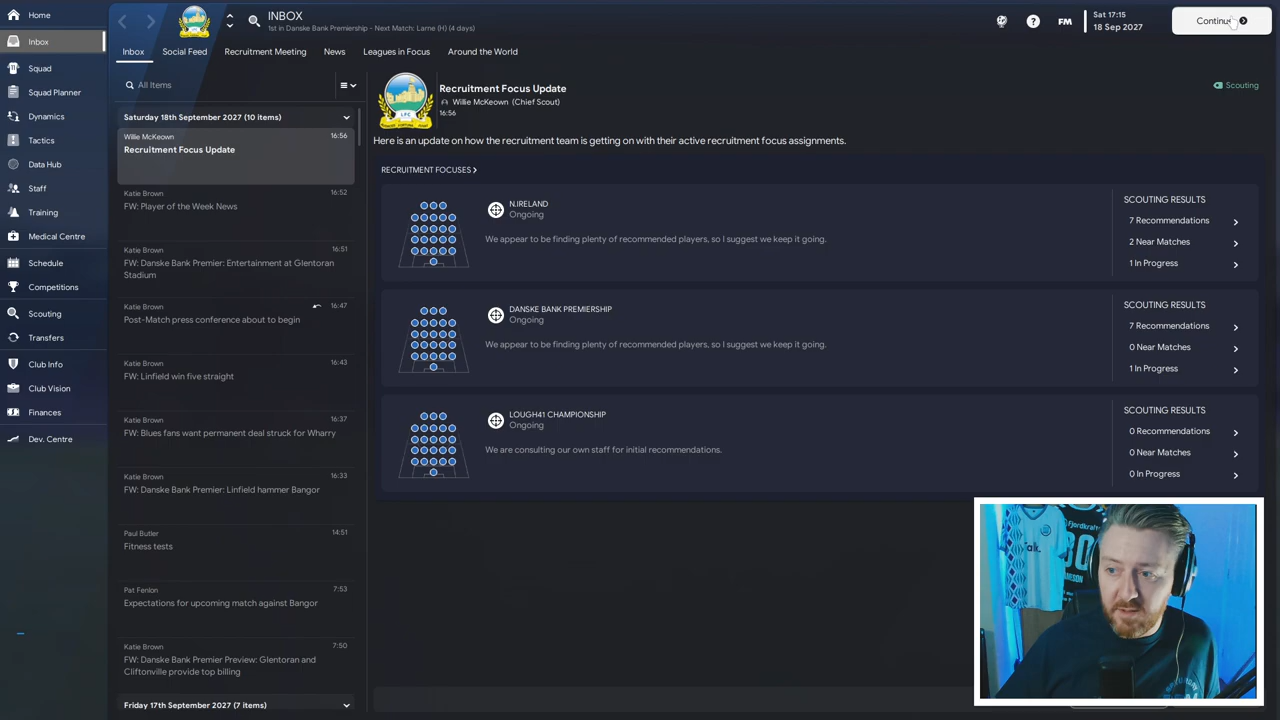 INBOX
1st in Danske Bank Premiership - Next Match: Larne (H) (4 days)
FM
Sat 17:15
18 Sep 2027
Home
Inbox
Squad
Squad Planner
Dynamics
Tactics
Data Hub
Staff
Training
Medical Centre
Schedule
Competitions
Scouting
Transfers
Club Info
Club Vision
Finances
Dev. Centre
Inbox
Social Feed
Recruitment Meeting
News
Leagues in Focus
Around the World
All Items
Saturday 18th September 2027 (10 items)
Willie McKeown 16:56
Recruitment Focus Update
Katie Brown 16:52
FW: Player of the Week News
Katie Brown 16:51
FW: Danske Bank Premier: Entertainment at Glentoran
Stadium
Katie Brown 16:47
Post-Match press conference about to begin
Katie Brown 16:43
FW: Linfield win five straight
Katie Brown 16:37
FW: Blues fans want permanent deal struck for Wharry
Katie Brown 16:33
FW: Danske Bank Premier: Linfield hammer Bangor
Paul Butler 14:51
Fitness tests
Pat Fenlon 7:53
Expectations for upcoming match against Bangor
Katie Brown 7:50
FW: Danske Bank Premier Preview: Glentoran and
Cliftonville provide top billing
Friday 17th September 2027 (7 items)
Recruitment Focus Update
Willie McKeown (Chief Scout)
16:56
Scouting
Here is an update on how the recruitment team is getting on with their active recruitment focus assignments.
RECRUITMENT FOCUSES
N.IRELAND
Ongoing
We appear to be finding plenty of recommended players, so I suggest we keep it going.
SCOUTING RESULTS
7 Recommendations
2 Near Matches
1 In Progress
DANSKE BANK PREMIERSHIP
Ongoing
We appear to be finding plenty of recommended players, so I suggest we keep it going.
SCOUTING RESULTS
7 Recommendations
0 Near Matches
1 In Progress
LOUGH41 CHAMPIONSHIP
Ongoing
We are consulting our own staff for initial recommendations.
SCOUTING RESULTS
0 Recommendations
0 Near Matches
0 In Progress